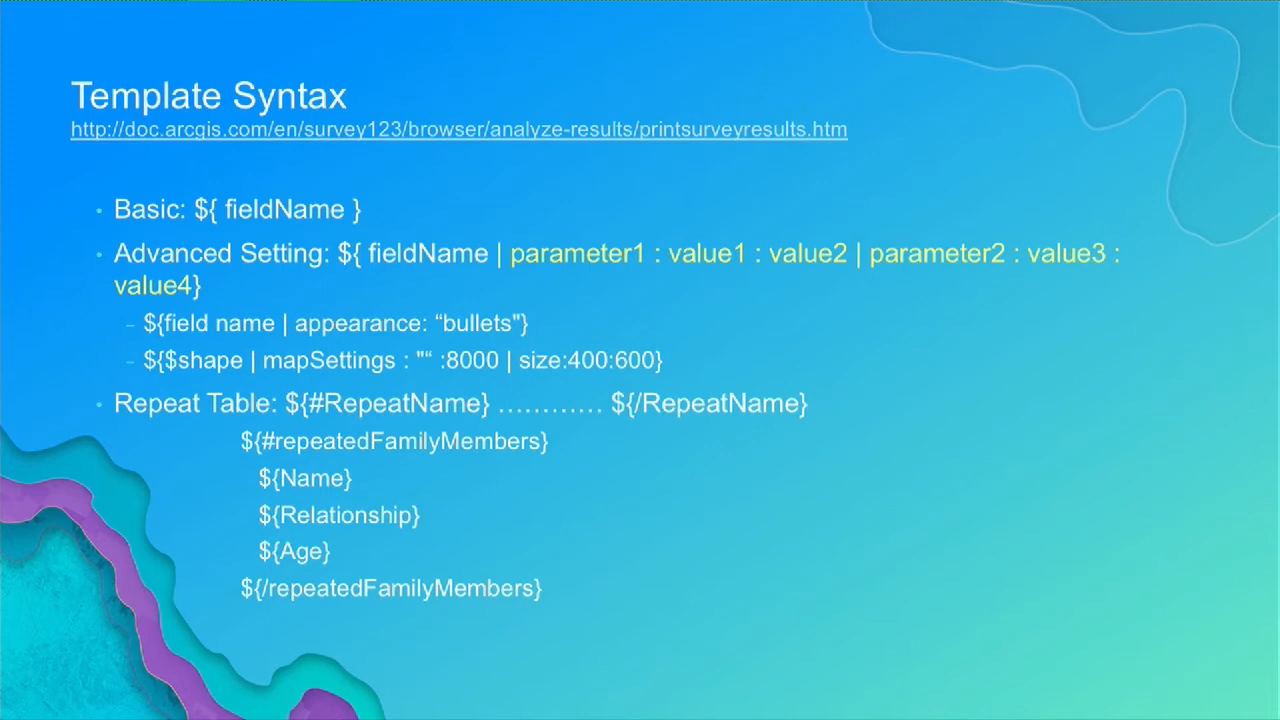 Template Syntax
http://doc.arcgis.com/en/survey123/browser/analyze-results/printsurveyresults.htm
• Basic: ${ fieldName }
• Advanced Setting: ${ fieldName | parameter1 : value1 : value2 | parameter2 : value3 :
value4}
– ${field name | appearance: “bullets"}
– ${$shape | mapSettings : "“ :8000 | size:400:600}
• Repeat Table: ${#RepeatName} ………… ${/RepeatName}
${#repeatedFamilyMembers}
${Name}
${Relationship}
${Age}
${/repeatedFamilyMembers}